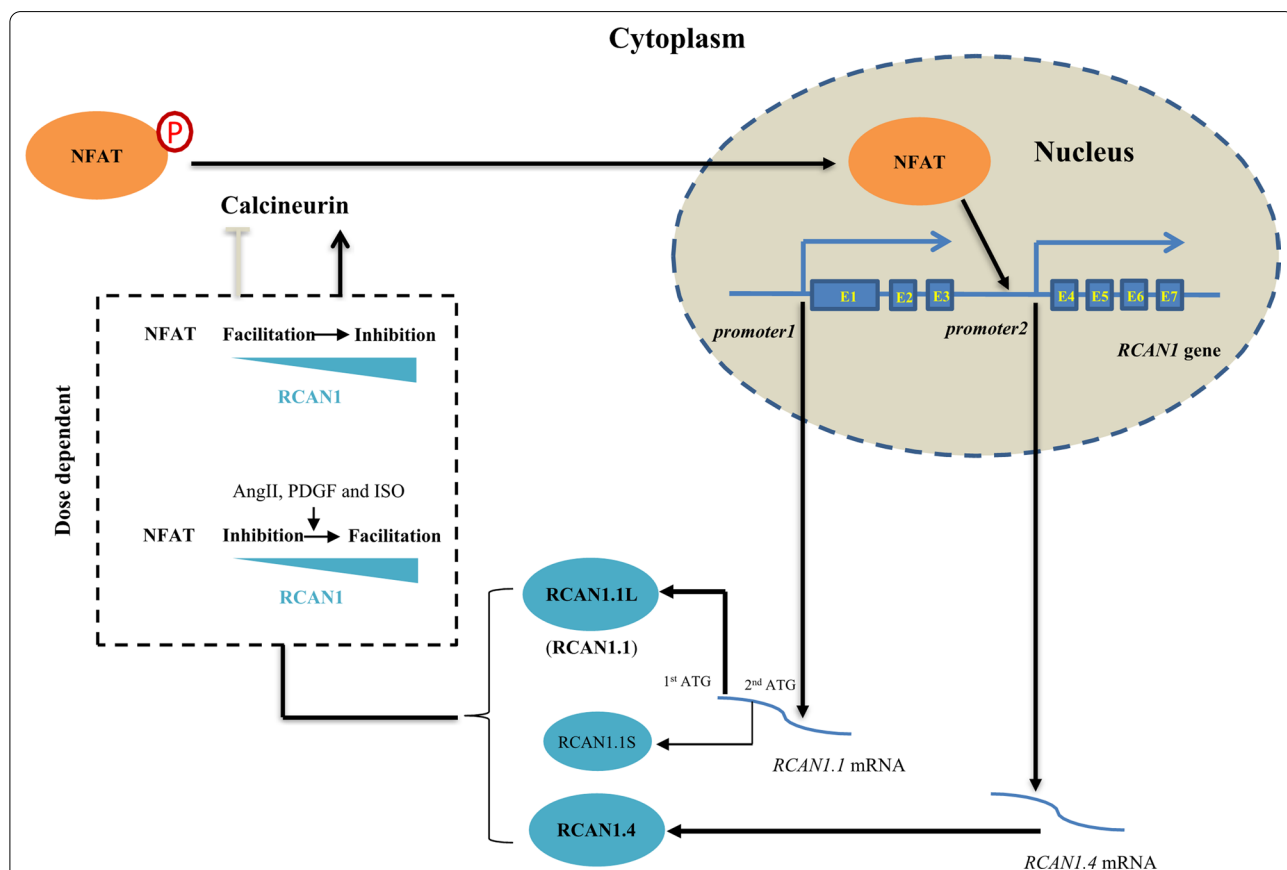 Cytoplasm
NFAT
P
Nucleus
NFAT
Calcineurin
E1
E2
E3
E4
E5
E6
E7
promoter1
promoter2
RCAN1 gene
Dose dependent
NFAT Facilitation Inhibition
RCAN1
AngII, PDGF and ISO
NFAT Inhibition Facilitation
RCAN1
RCAN1.1L
(RCAN1.1)
1st ATG
2nd ATG
RCAN1.1S
RCAN1.1 mRNA
RCAN1.4
RCAN1.4 mRNA